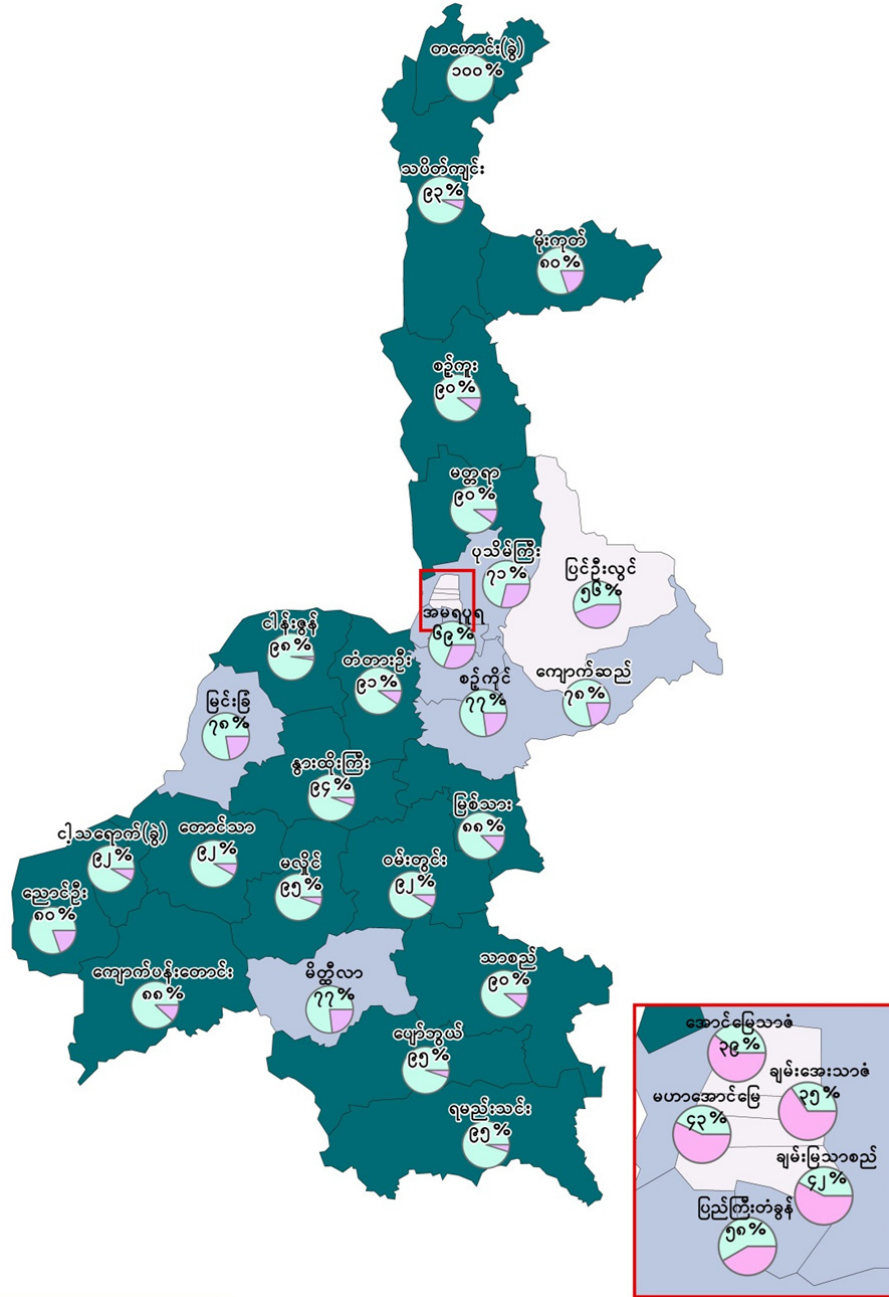 တကောင်း(ခွဲ)
၁၀၀%
သပိတ်ကျင်း
၉၃%
မိုးကုတ်
၈၀%
စဉ့်ကူး
၉၀%
မတ္တရာ
၉၀%
ပုသိမ်ကြီး
၇၁%
ပြင်ဦးလွင်
၅၆%
အမရပူရ
၆၉%
ငါန်းဇွန်
၉၈%
တံတားဦး
၉၁%
စဉ့်ကိုင်
၇၇%
ကျောက်ဆည်
၇၈%
မြင်းခြံ
၇၈%
နွားထိုးကြီး
၉၄%
မြစ်သား
၈၈%
ငါ့သရောက်(ခွဲ)
၉၂%
တောင်သာ
၉၂%
မလှိုင်
၉၅%
ဝမ်းတွင်း
၉၂%
ညောင်ဦး
၈၀%
ကျောက်ပန်းတောင်း
၈၈%
မိတ္ထီလာ
၇၇%
သာစည်
၉၀%
ပျော်ဘွယ်
၉၅%
ရမည်းသင်း
၉၅%
အောင်မြေသာဇံ
၃၉%
ချမ်းအေးသာဇံ
၃၅%
မဟာအောင်မြေ
၄၃%
ချမ်းမြသာစည်
၄၂%
ပြည်ကြီးတံခွန်
၅၈%